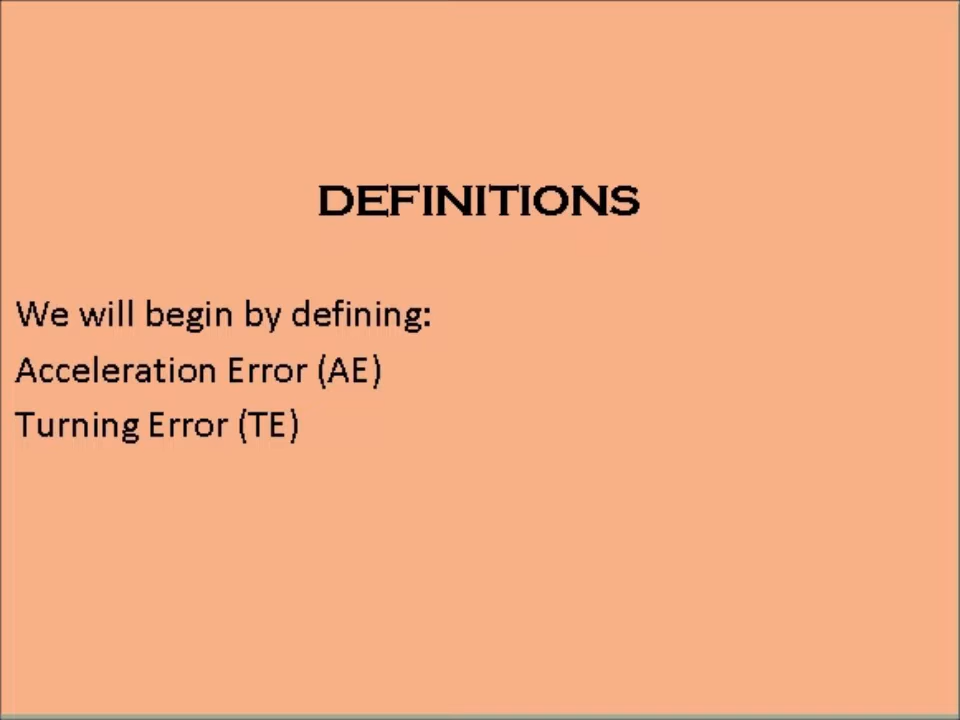 DEFINITIONS
We will begin by defining:
Acceleration Error (AE)
Turning Error (TE)